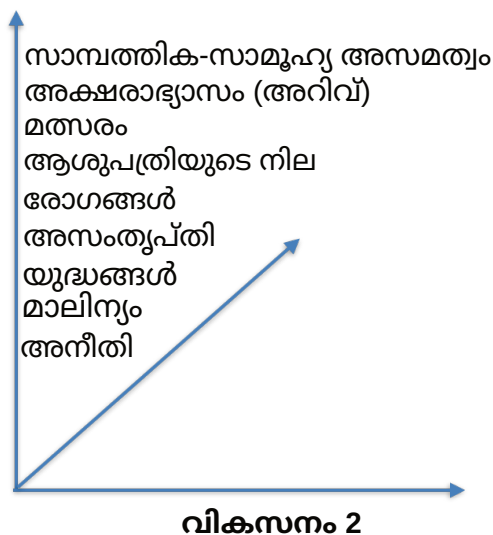 സാമ്പത്തിക-സാമൂഹ്യ അസമത്വം
അക്ഷരാഭ്യാസം (അറിവ്)
മത്സരം
ആശുപത്രിയുടെ നില
രോഗങ്ങൾ
അസംതൃപ്തി
യുദ്ധങ്ങൾ
മാലിന്യം
അനീതി
വികസനം 2